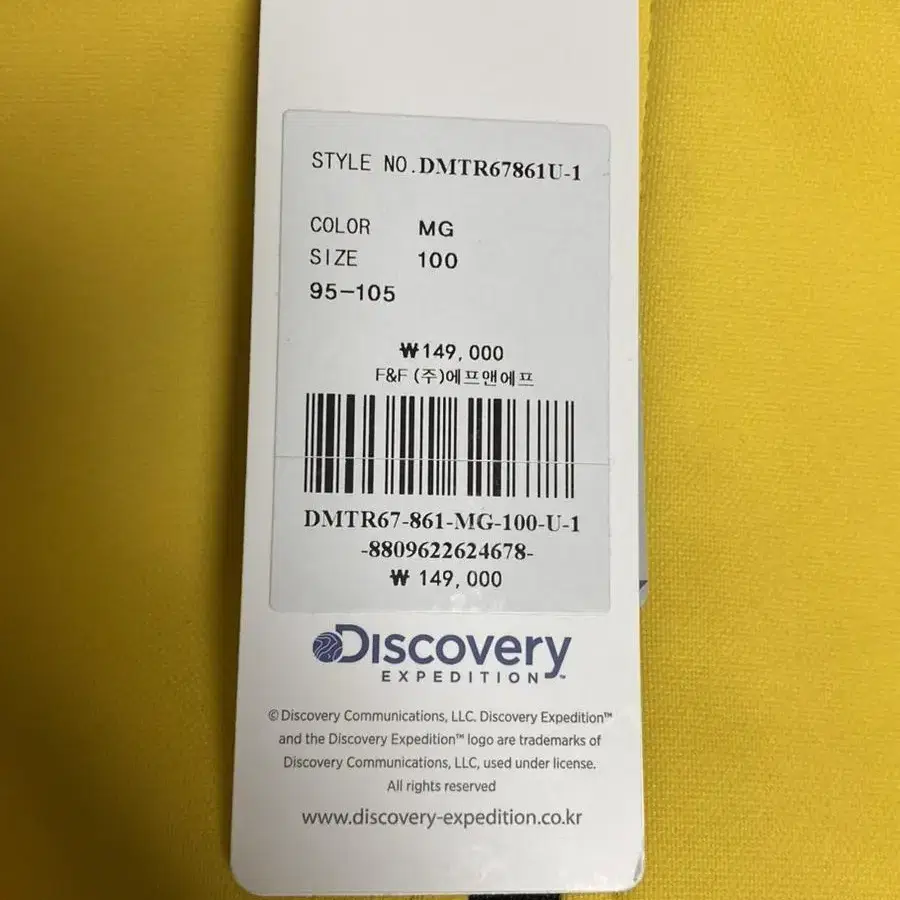 STYLE NO. DMTR67861U-1
COLOR MG
SIZE 100
95-105
₩149,000
F&F (주)에프앤에프
DMTR67-861-MG-100-U-1
-8809622624678-
₩ 149,000
Discovery
EXPEDITION™
© Discovery Communications, LLC. Discovery Expedition™
and the Discovery Expedition™ logo are trademarks of
Discovery Communications, LLC, used under license.
All rights reserved
www.discovery-expedition.co.kr